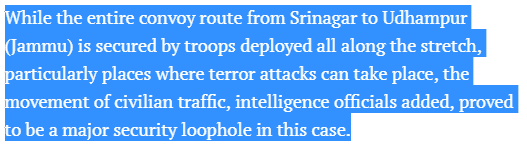 While the entire convoy route from Srinagar to Udhampur
(Jammu) is secured by troops deployed all along the stretch,
particularly places where terror attacks can take place, the
movement of civilian traffic, intelligence officials added, proved
to be a major security loophole in this case.